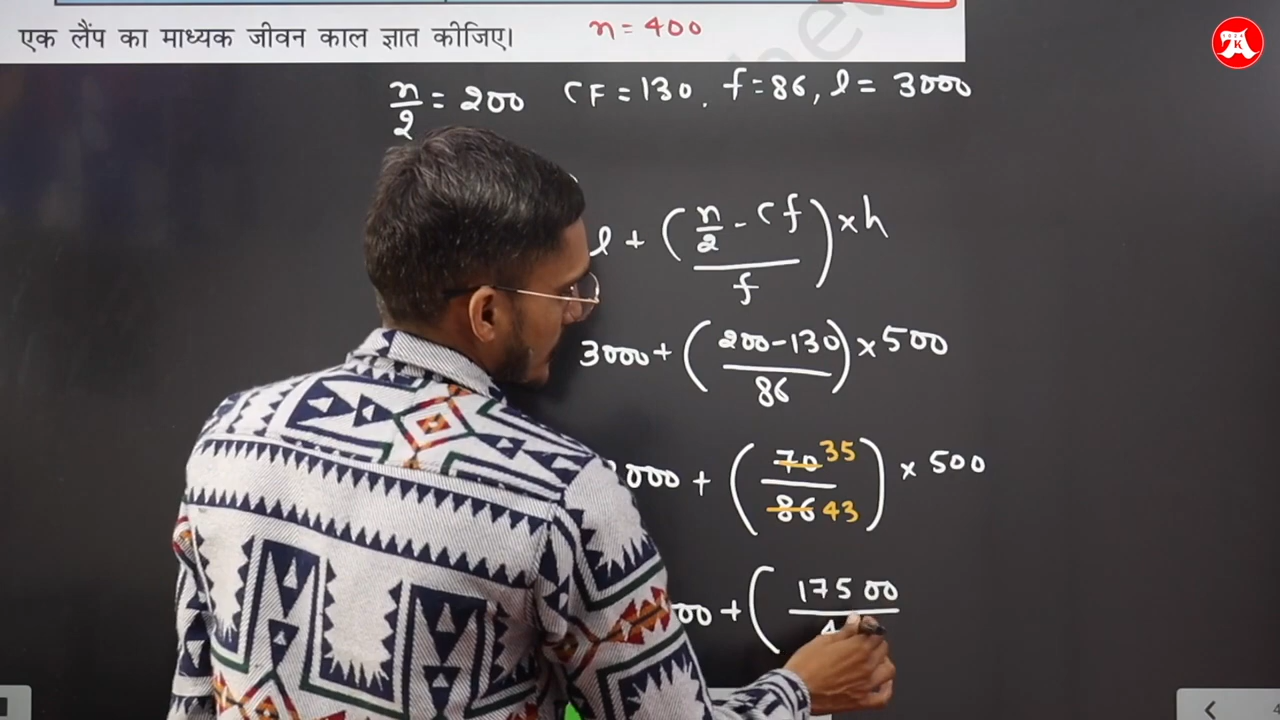 एक लैंप का माध्यक जीवन काल ज्ञात कीजिए। n = 400
n/2 = 200 CF = 130. f = 86, l = 3000
l + ( (n/2 - cf) / f ) × h
3000 + ( (200 - 130) / 86 ) × 500
000 + ( 70 35 / 86 43 ) × 500
00 + ( 17500 / 4